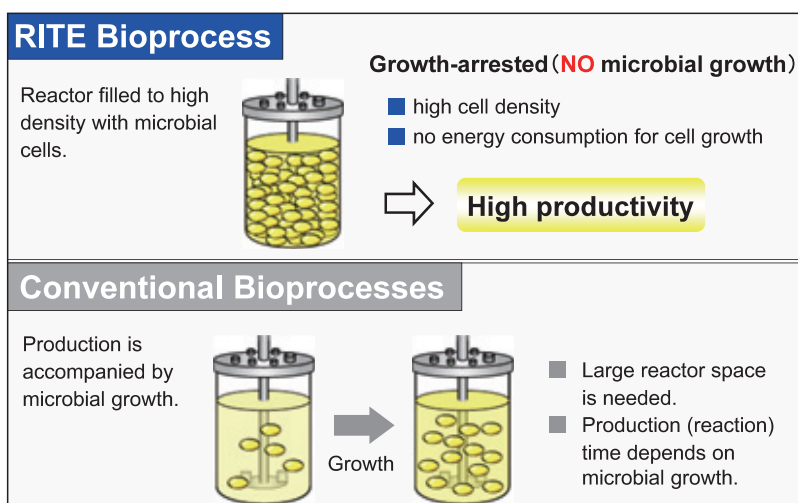 RITE Bioprocess
Reactor filled to high
density with microbial
cells.
Growth-arrested（NO microbial growth）
high cell density
no energy consumption for cell growth
High productivity
Conventional Bioprocesses
Production is
accompanied by
microbial growth.
Growth
Large reactor space
is needed.
Production (reaction)
time depends on
microbial growth.